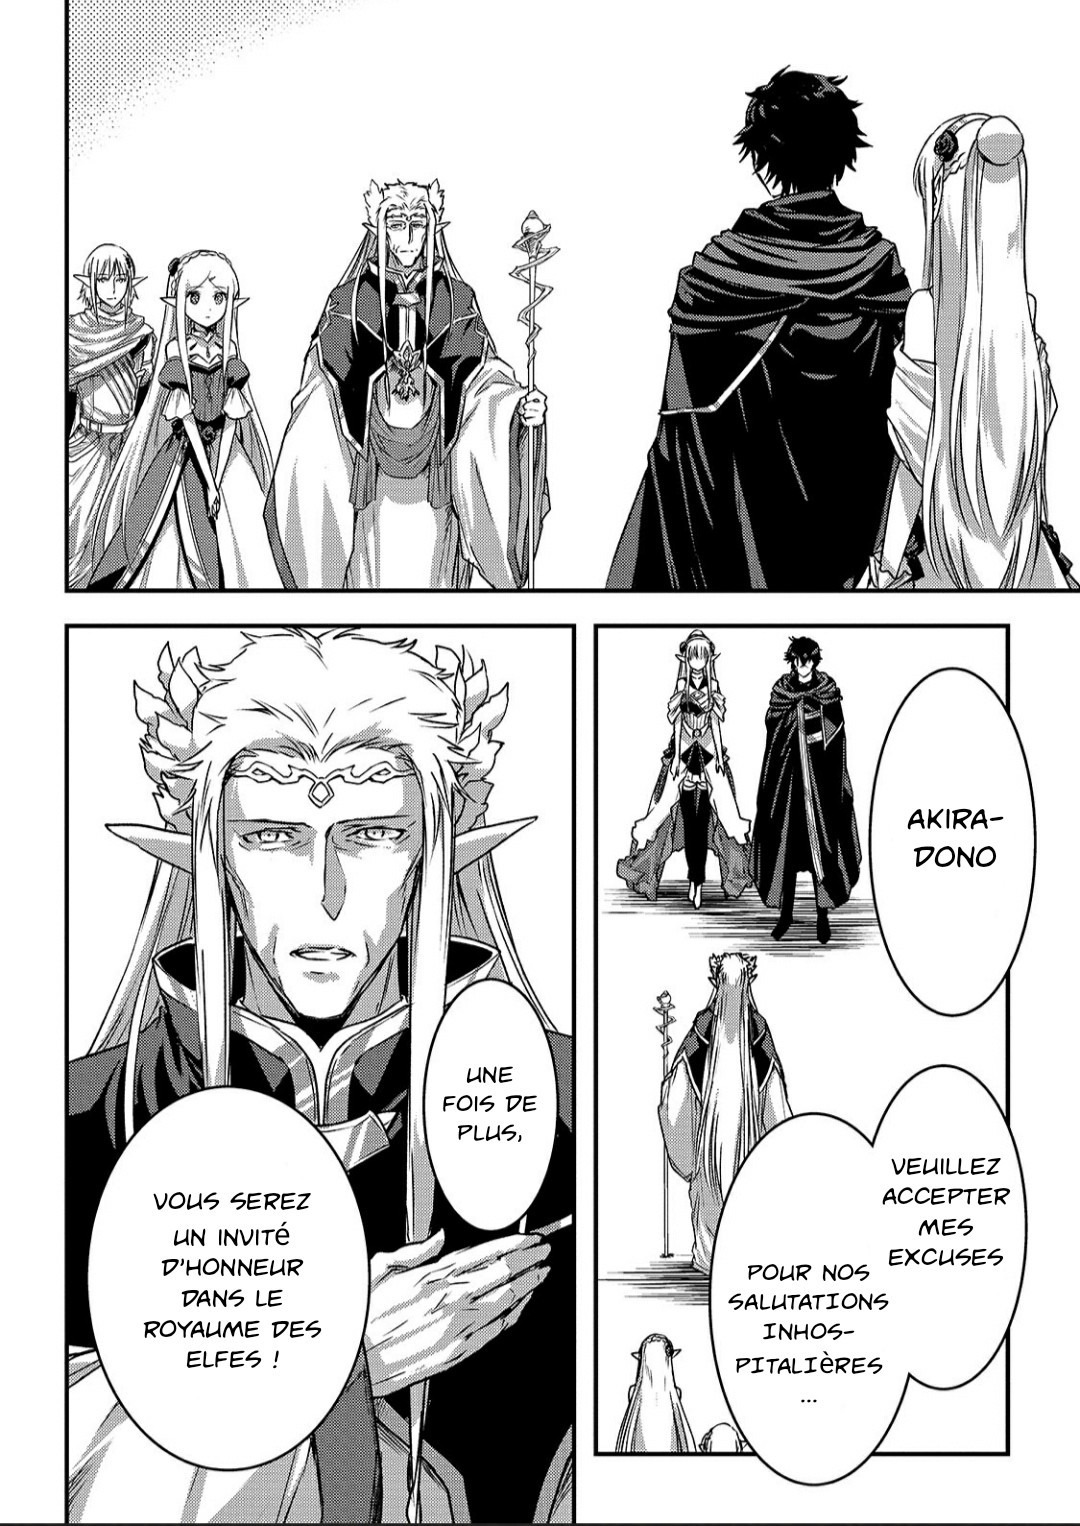 AKIRA-
DONO
VEUILLEZ
ACCEPTER
MES
EXCUSES
POUR NOS
SALUTATIONS
INHOS-
PITALIÈRES
...
UNE
FOIS DE
PLUS,
VOUS SEREZ
UN INVITÉ
D'HONNEUR
DANS LE
ROYAUME DES
ELFES !